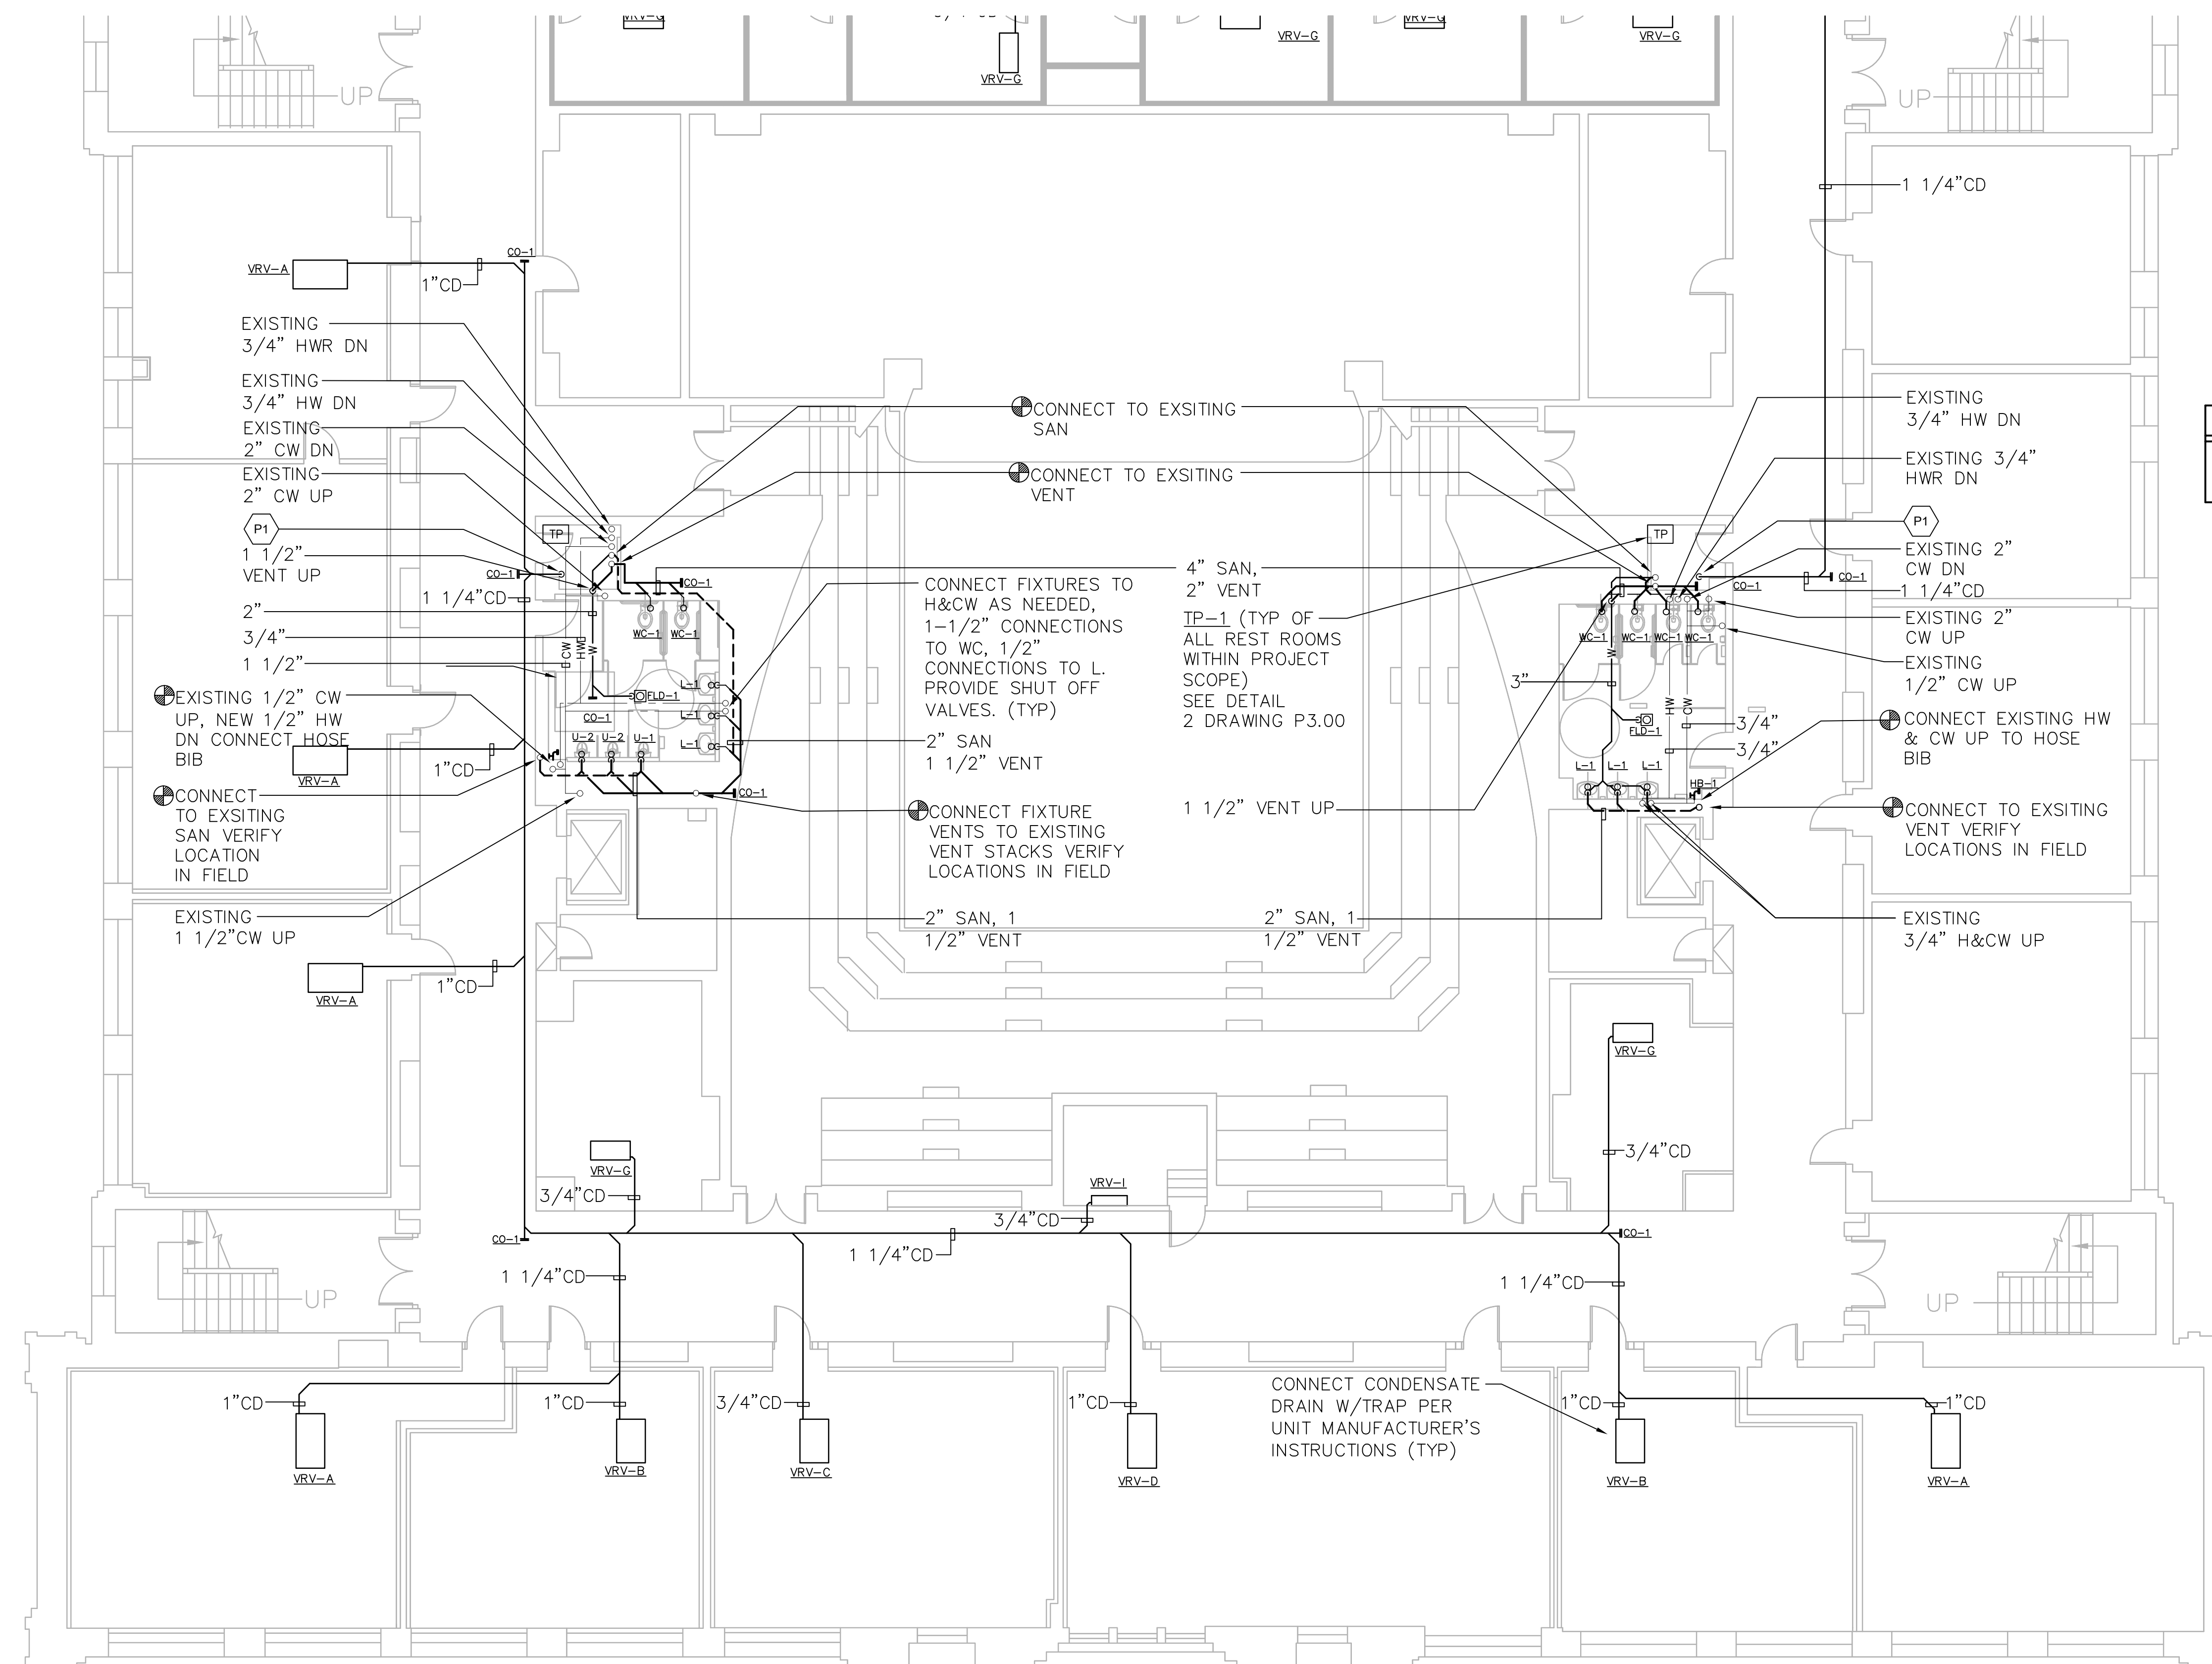 VRV-G
3/4"CD
VRV-G
VRV-G
VRV-G
VRV-G
VRV-G
UP
UP
1 1/4"CD
CO-1
VRV-A
1"CD
EXISTING
3/4" HWR DN
EXISTING
3/4" HW DN
EXISTING
2" CW DN
EXISTING
2" CW UP
P1
1 1/2"
VENT UP
CO-1
1 1/4"CD
2"
3/4"
1 1/2"
EXISTING 1/2" CW
UP, NEW 1/2" HW
DN CONNECT HOSE
BIB
VRV-A
1"CD
CONNECT
TO EXSITING
SAN VERIFY
LOCATION
IN FIELD
EXISTING
1 1/2"CW UP
1"CD
VRV-A
TP
CO-1
WC-1
WC-1
CW
HW
W
FLD-1
CO-1
L-1
L-1
L-1
U-2
U-2
U-1
CO-1
CONNECT TO EXSITING
SAN
CONNECT TO EXSITING
VENT
CONNECT FIXTURES TO
H&CW AS NEEDED,
1-1/2" CONNECTIONS
TO WC, 1/2"
CONNECTIONS TO L.
PROVIDE SHUT OFF
VALVES. (TYP)
2" SAN
1 1/2" VENT
CONNECT FIXTURE
VENTS TO EXISTING
VENT STACKS VERIFY
LOCATIONS IN FIELD
2" SAN, 1
1/2" VENT
4" SAN,
2" VENT
TP-1 (TYP OF
ALL REST ROOMS
WITHIN PROJECT
SCOPE)
SEE DETAIL
2 DRAWING P3.00
1 1/2" VENT UP
2" SAN, 1
1/2" VENT
TP
3"
WC-1
WC-1
WC-1
WC-1
CO-1
W
HW
CW
FLD-1
L-1
L-1
L-1
HB-1
3/4"
3/4"
EXISTING
3/4" HW DN
EXISTING 3/4"
HWR DN
P1
EXISTING 2"
CW DN
CO-1
1 1/4"CD
EXISTING 2"
CW UP
EXISTING
1/2" CW UP
CONNECT EXISTING HW
& CW UP TO HOSE
BIB
CONNECT TO EXSITING
VENT VERIFY
LOCATIONS IN FIELD
EXISTING
3/4" H&CW UP
VRV-G
3/4"CD
VRV-G
3/4"CD
VRV-I
3/4"CD
CO-1
1 1/4"CD
CO-1
1 1/4"CD
1 1/4"CD
UP
UP
1"CD
VRV-A
1"CD
VRV-B
3/4"CD
VRV-C
1"CD
VRV-D
CONNECT CONDENSATE
DRAIN W/TRAP PER
UNIT MANUFACTURER'S
INSTRUCTIONS (TYP)
1"CD
VRV-B
1"CD
VRV-A